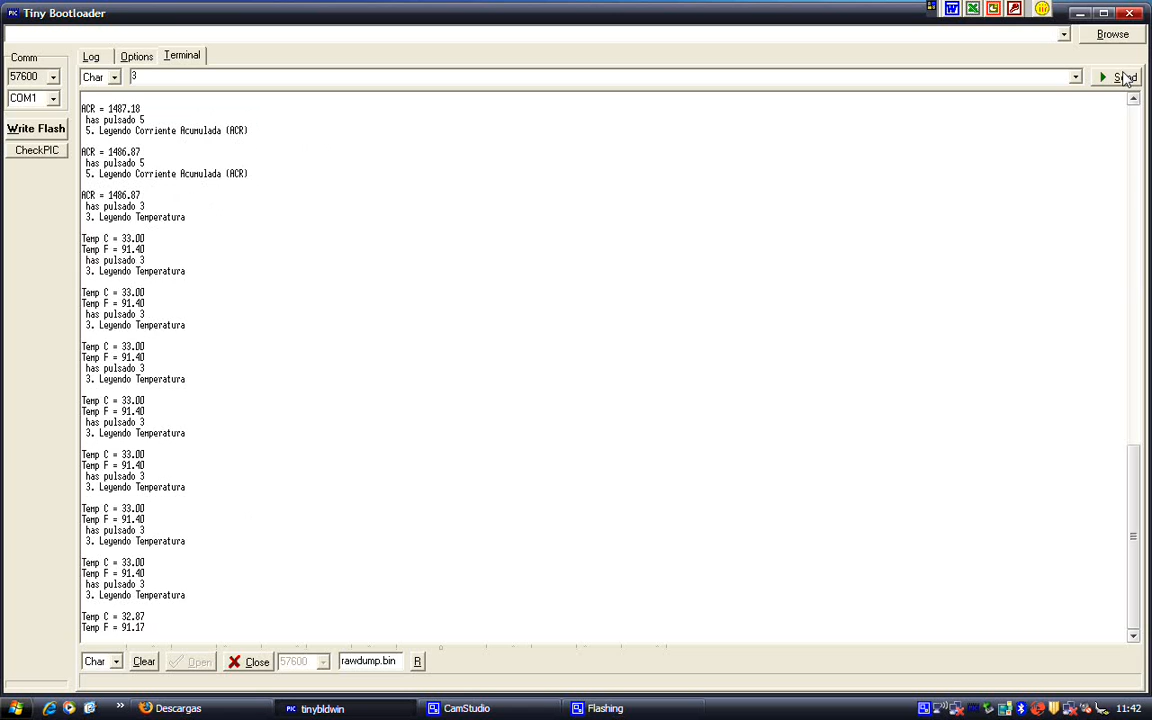 PIC Tiny Bootloader
Browse
Comm
Log
Options
Terminal
57600
Char
3
Send
COM1
Write Flash
CheckPIC
ACR = 1487.18
has pulsado 5
5. Leyendo Corriente Acumulada (ACR)
ACR = 1486.87
has pulsado 5
5. Leyendo Corriente Acumulada (ACR)
ACR = 1486.87
has pulsado 3
3. Leyendo Temperatura
Temp C = 33.00
Temp F = 91.40
has pulsado 3
3. Leyendo Temperatura
Temp C = 33.00
Temp F = 91.40
has pulsado 3
3. Leyendo Temperatura
Temp C = 33.00
Temp F = 91.40
has pulsado 3
3. Leyendo Temperatura
Temp C = 33.00
Temp F = 91.40
has pulsado 3
3. Leyendo Temperatura
Temp C = 33.00
Temp F = 91.40
has pulsado 3
3. Leyendo Temperatura
Temp C = 33.00
Temp F = 91.40
has pulsado 3
3. Leyendo Temperatura
Temp C = 33.00
Temp F = 91.40
has pulsado 3
3. Leyendo Temperatura
Temp C = 32.87
Temp F = 91.17
Char
Clear
Open
Close
57600
rawdump.bin
R
Descargas
PIC tinybldwin
CamStudio
Flashing
11:42